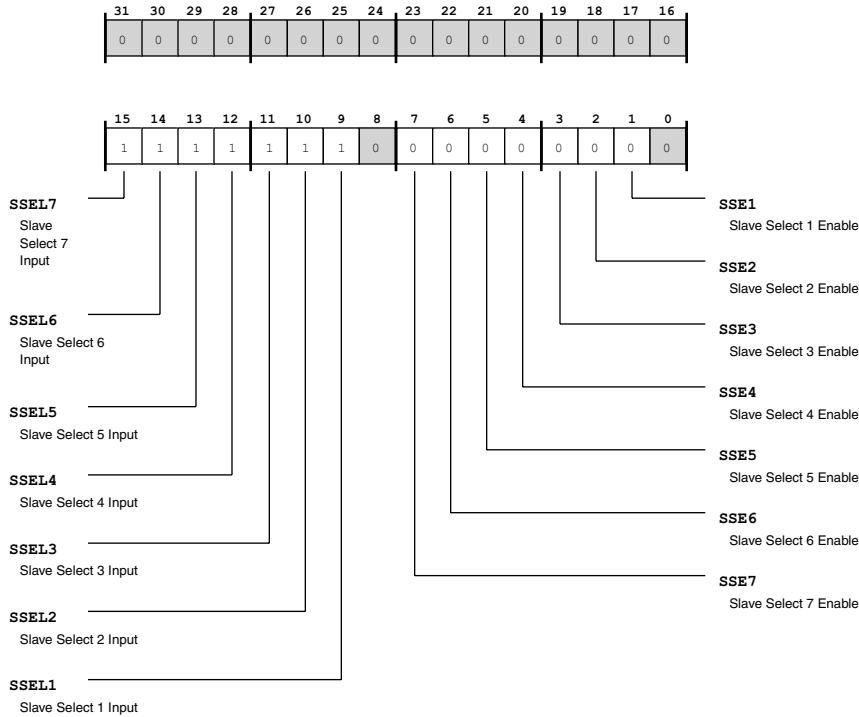 31 30 29 28 27 26 25 24 23 22 21 20 19 18 17 16
0 0 0 0 0 0 0 0 0 0 0 0 0 0 0 0
15 14 13 12 11 10 9 8 7 6 5 4 3 2 1 0
1 1 1 1 1 1 1 0 0 0 0 0 0 0 0 0
SSEL7
Slave
Select 7
Input
SSEL6
Slave Select 6
Input
SSEL5
Slave Select 5 Input
SSEL4
Slave Select 4 Input
SSEL3
Slave Select 3 Input
SSEL2
Slave Select 2 Input
SSEL1
Slave Select 1 Input
SSE1
Slave Select 1 Enable
SSE2
Slave Select 2 Enable
SSE3
Slave Select 3 Enable
SSE4
Slave Select 4 Enable
SSE5
Slave Select 5 Enable
SSE6
Slave Select 6 Enable
SSE7
Slave Select 7 Enable